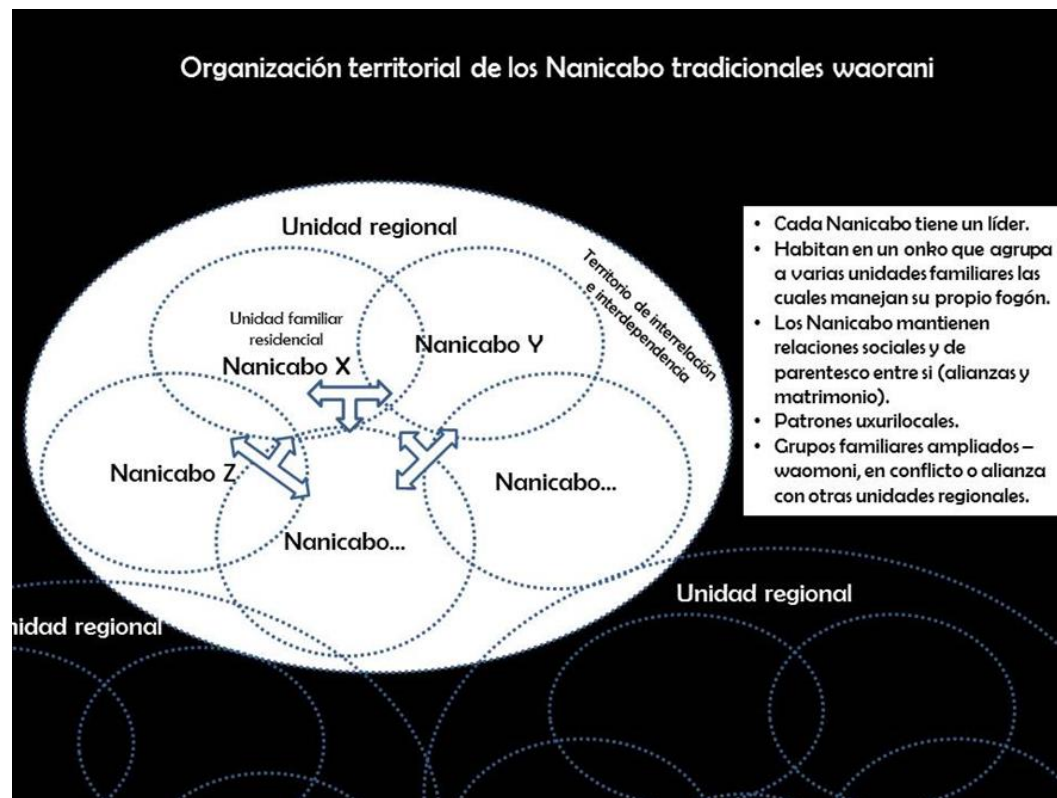 Organización territorial de los Nanicabo tradicionales waorani
Unidad regional
Territorio de interrelación
e interdependencia
Unidad familiar
residencial
Nanicabo X
Nanicabo Y
Nanicabo Z
Nanicabo...
Nanicabo...
• Cada Nanicabo tiene un líder.
• Habitan en un onko que agrupa
a varias unidades familiares las
cuales manejan su propio fogón.
• Los Nanicabo mantienen
relaciones sociales y de
parentesco entre si (alianzas y
matrimonio).
• Patrones uxurilocales.
• Grupos familiares ampliados –
waomoni, en conflicto o alianza
con otras unidades regionales.
Unidad regional
nidad regional